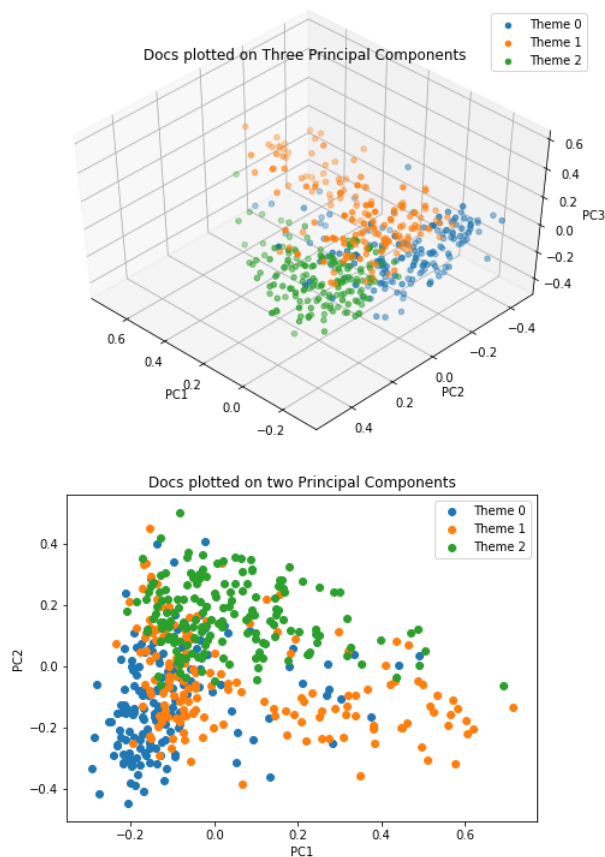 Docs plotted on Three Principal Components
Theme 0
Theme 1
Theme 2
0.6
0.4
0.2
0.0
−0.2
−0.4
PC3
0.6
0.4
0.2
0.0
−0.2
PC1
0.4
0.2
0.0
−0.2
−0.4
PC2
Docs plotted on two Principal Components
Theme 0
Theme 1
Theme 2
0.4
0.2
0.0
−0.2
−0.4
PC2
−0.2
0.0
0.2
0.4
0.6
PC1